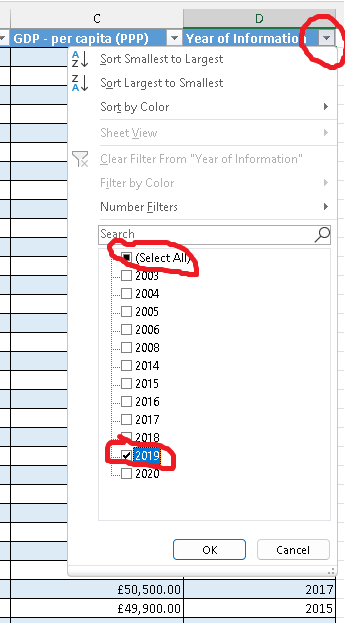 C D
GDP - per capita (PPP) Year of Information
Sort Smallest to Largest
Sort Largest to Smallest
Sort by Color
Sheet View
Clear Filter From "Year of Information"
Filter by Color
Number Filters
Search
(Select All)
2003
2004
2005
2006
2008
2014
2015
2016
2017
2018
2019
2020
OK Cancel
£50,500.00 2017
£49,900.00 2015